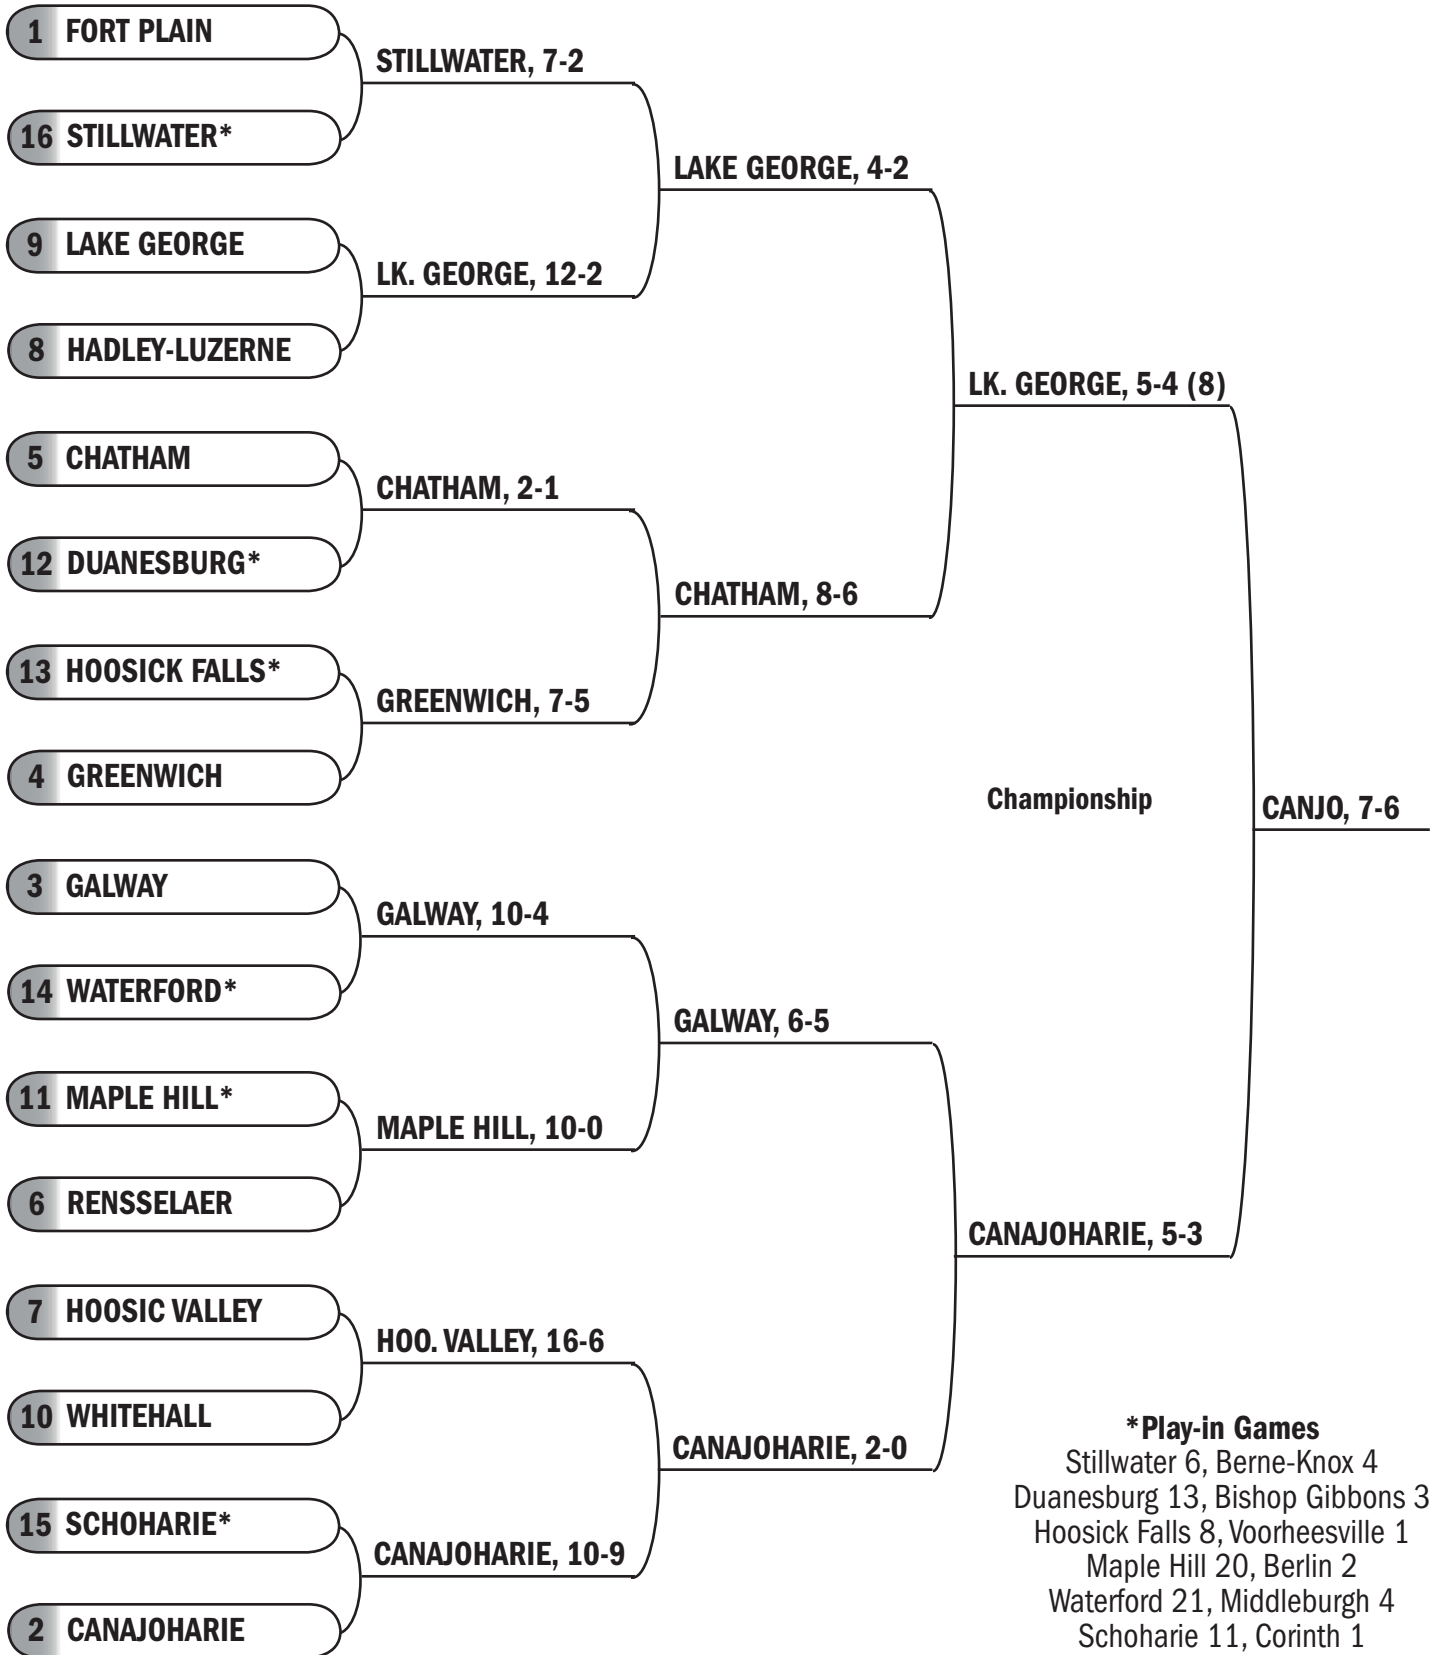 1 FORT PLAIN
16 STILLWATER*
9 LAKE GEORGE
8 HADLEY-LUZERNE
5 CHATHAM
12 DUANESBURG*
13 HOOSICK FALLS*
4 GREENWICH
3 GALWAY
14 WATERFORD*
11 MAPLE HILL*
6 RENSSELAER
7 HOOSIC VALLEY
10 WHITEHALL
15 SCHOHARIE*
2 CANAJOHARIE
STILLWATER, 7-2
LK. GEORGE, 12-2
CHATHAM, 2-1
GREENWICH, 7-5
GALWAY, 10-4
MAPLE HILL, 10-0
HOO. VALLEY, 16-6
CANAJOHARIE, 10-9
LAKE GEORGE, 4-2
CHATHAM, 8-6
GALWAY, 6-5
CANAJOHARIE, 2-0
LK. GEORGE, 5-4 (8)
CANAJOHARIE, 5-3
Championship
CANJO, 7-6
*Play-in Games
Stillwater 6, Berne-Knox 4
Duanesburg 13, Bishop Gibbons 3
Hoosick Falls 8, Voorheesville 1
Maple Hill 20, Berlin 2
Waterford 21, Middleburgh 4
Schoharie 11, Corinth 1